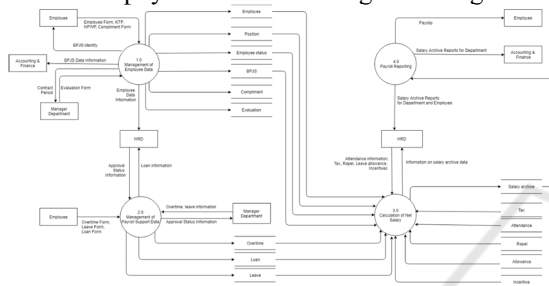 Employee
Employee Form, KTP,
NPWP, Compliment Form
BPJS Identity
Accounting &
Finance
BPJS Data Information
Contract
Period
Evaluation Form
Manager
Department
1.0
Management of
Employee Data
Employee
Data
Information
HRD
Approval
Status
Information
Loan Information
Employee
Overtime Form,
Leave Form,
Loan Form
2.0
Management of
Payroll Support Data
Overtime, leave information
Approval Status Information
Manager
Department
Employee
Position
Employee status
BPJS
Compliment
Evaluation
Overtime
Loan
Leave
Payslip
Employee
4.0
Payroll Reporting
Salary Archive Reports for Department
Accounting &
Finance
Salary Archive Reports
for Department and Employee
HRD
Attendance information,
Tax, Rapel, Leave allowance,
Incentives
Information on salary archive data
3.0
Calculation of Net
Salary
Salary archive
Tax
Attendance
Rapel
Allowance
Incentive